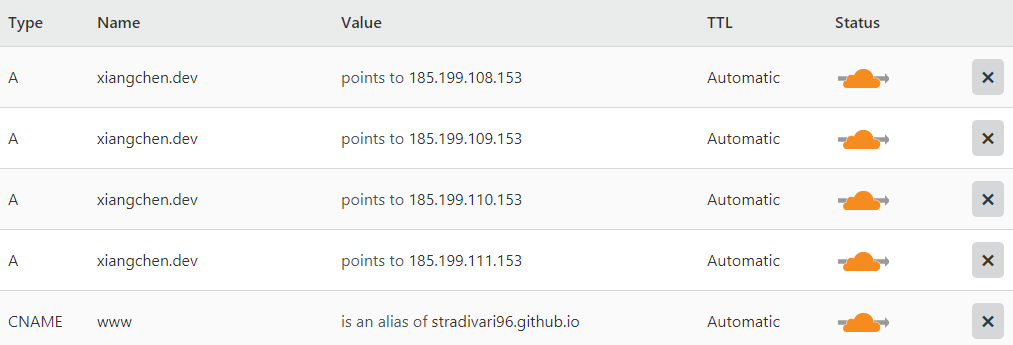 Type Name Value TTL Status
A xiangchen.dev points to 185.199.108.153 Automatic
A xiangchen.dev points to 185.199.109.153 Automatic
A xiangchen.dev points to 185.199.110.153 Automatic
A xiangchen.dev points to 185.199.111.153 Automatic
CNAME www is an alias of stradivari96.github.io Automatic